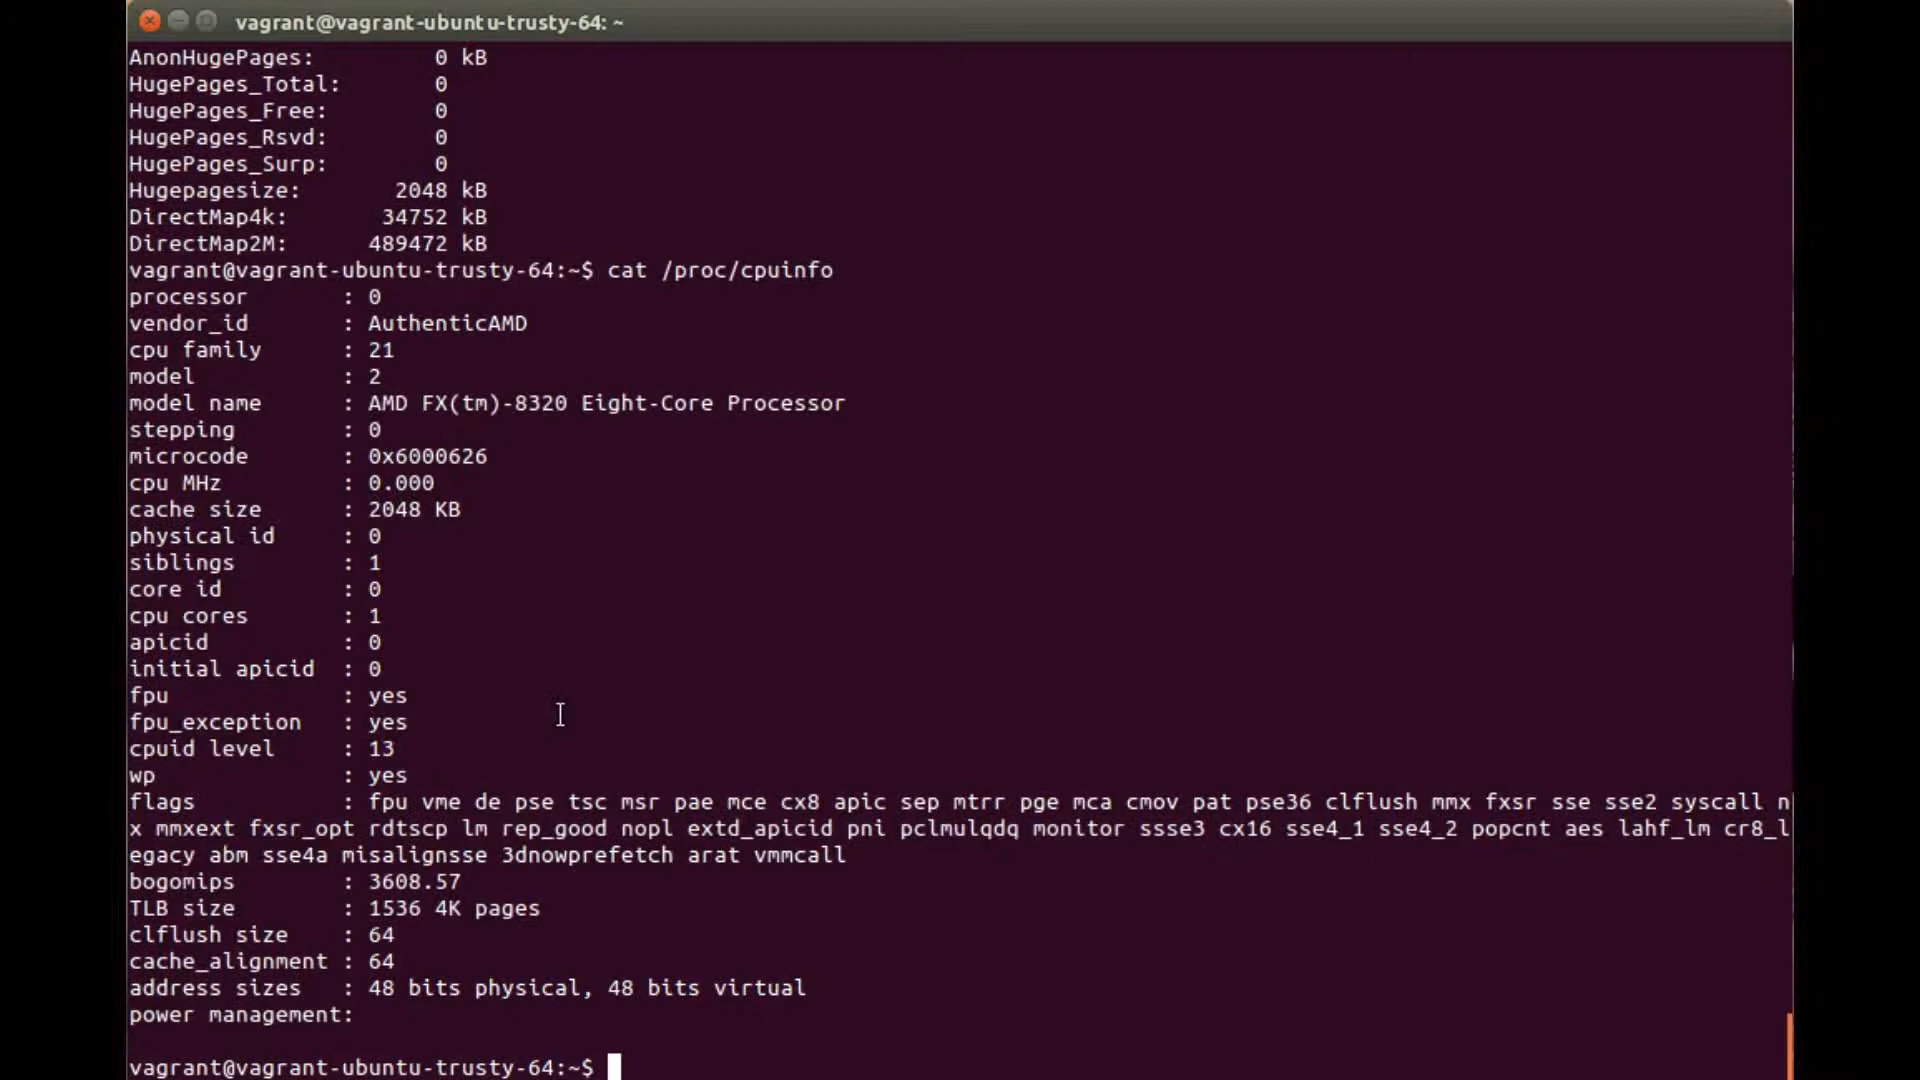 vagrant@vagrant-ubuntu-trusty-64: ~
AnonHugePages:         0 kB
HugePages_Total:       0
HugePages_Free:        0
HugePages_Rsvd:        0
HugePages_Surp:        0
Hugepagesize:       2048 kB
DirectMap4k:       34752 kB
DirectMap2M:      489472 kB
vagrant@vagrant-ubuntu-trusty-64:~$ cat /proc/cpuinfo
processor       : 0
vendor_id       : AuthenticAMD
cpu family      : 21
model           : 2
model name      : AMD FX(tm)-8320 Eight-Core Processor
stepping        : 0
microcode       : 0x6000626
cpu MHz         : 0.000
cache size      : 2048 KB
physical id     : 0
siblings        : 1
core id         : 0
cpu cores       : 1
apicid          : 0
initial apicid  : 0
fpu             : yes
fpu_exception   : yes
cpuid level     : 13
wp              : yes
flags           : fpu vme de pse tsc msr pae mce cx8 apic sep mtrr pge mca cmov pat pse36 clflush mmx fxsr sse sse2 syscall n
x mmxext fxsr_opt rdtscp lm rep_good nopl extd_apicid pni pclmulqdq monitor ssse3 cx16 sse4_1 sse4_2 popcnt aes lahf_lm cr8_l
egacy abm sse4a misalignsse 3dnowprefetch arat vmmcall
bogomips        : 3608.57
TLB size        : 1536 4K pages
clflush size    : 64
cache_alignment : 64
address sizes   : 48 bits physical, 48 bits virtual
power management:
vagrant@vagrant-ubuntu-trusty-64:~$